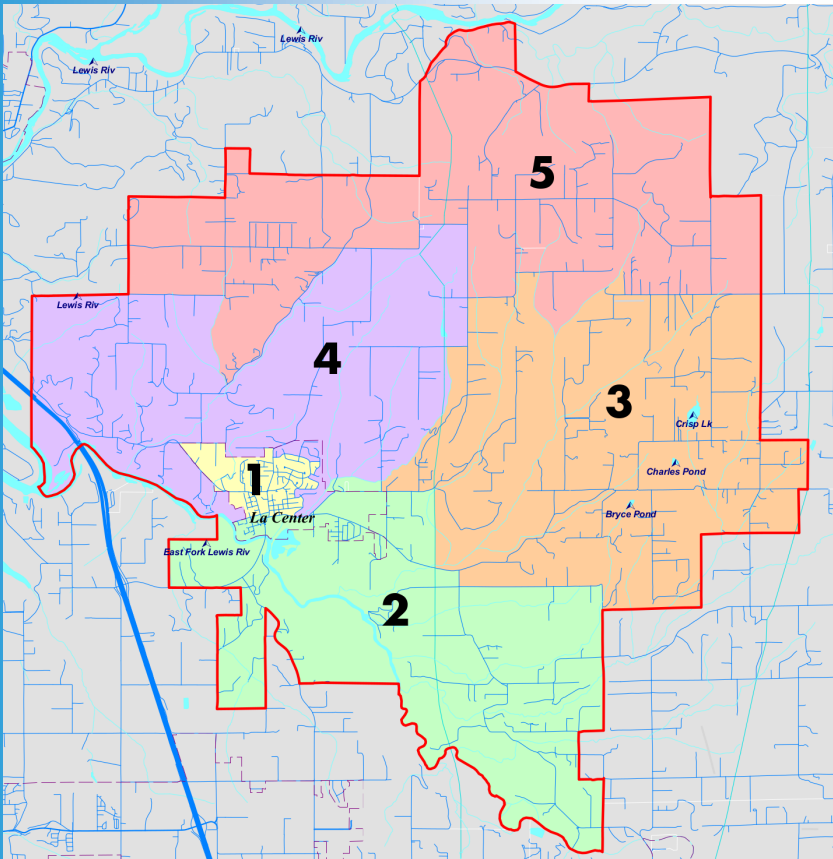 Lewis Riv
Lewis Riv
5
Lewis Riv
4
3
Crisp Lk
Charles Pond
1
Bryce Pond
La Center
East Fork Lewis Riv
2